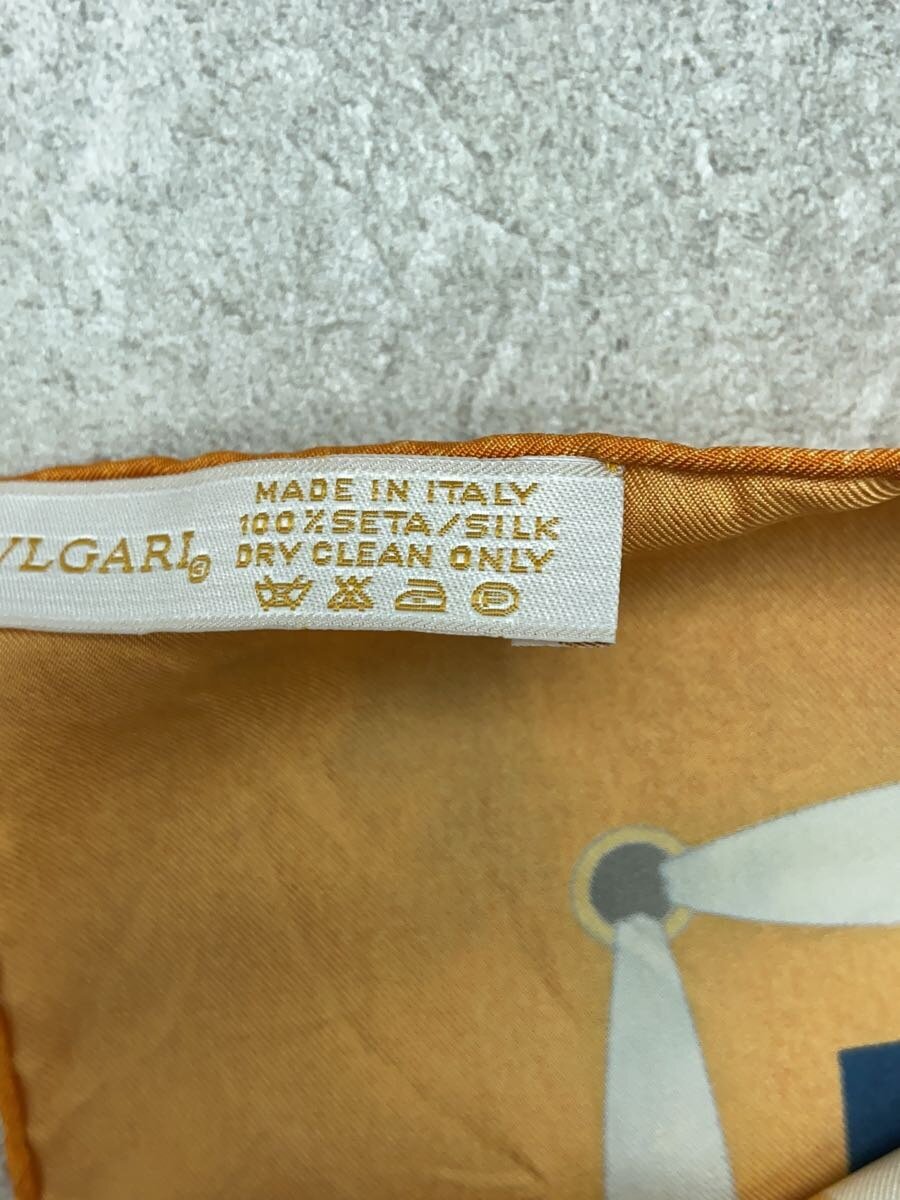 VLGARI©
MADE IN ITALY
100%SETA/SILK
DRY CLEAN ONLY
P